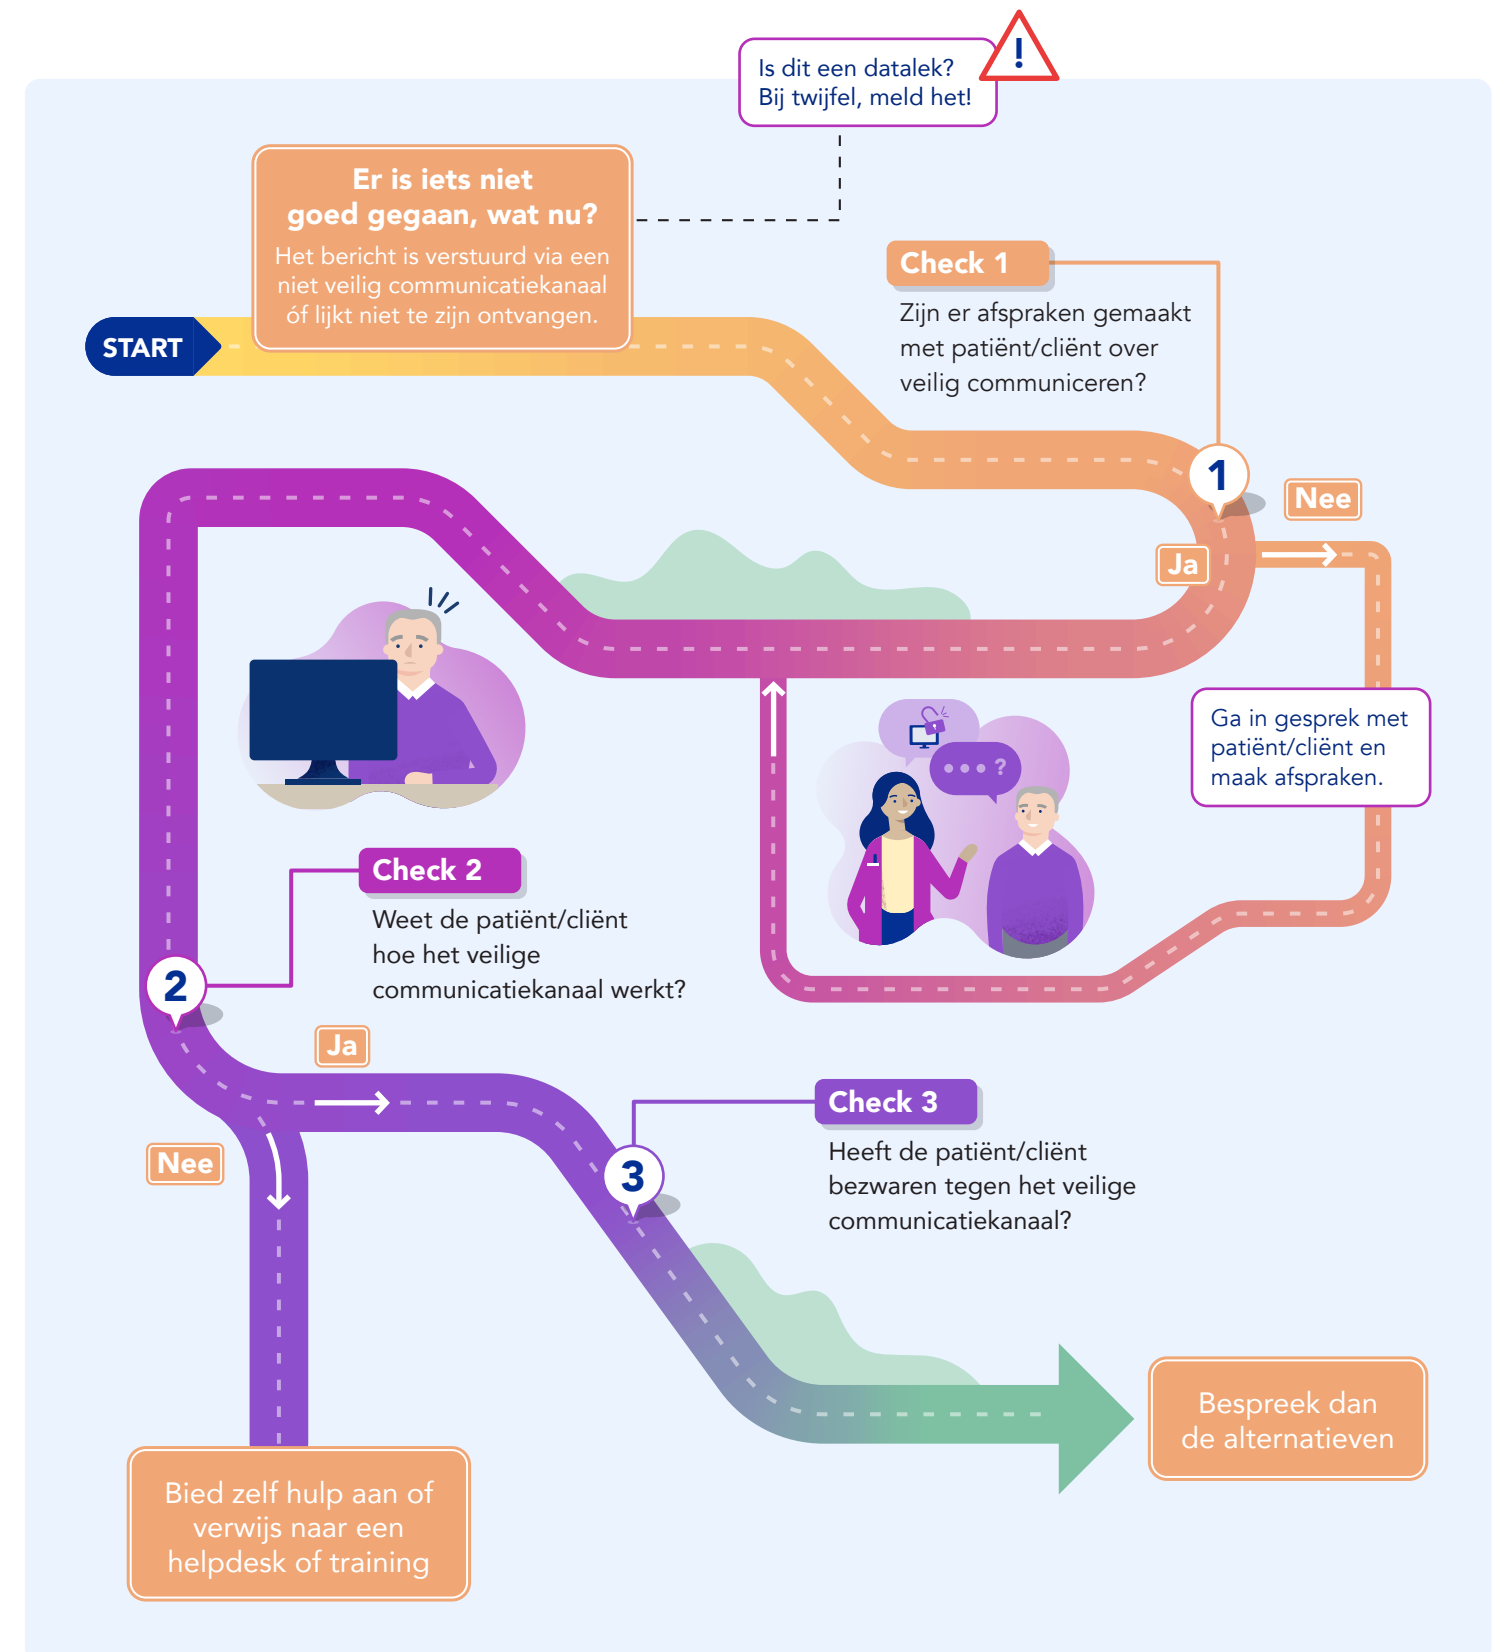 Is dit een datalek?
Bij twijfel, meld het!
!
Er is iets niet
goed gegaan, wat nu?
Het bericht is verstuurd via een
niet veilig communicatiekanaal
óf lijkt niet te zijn ontvangen.
START
Check 1
Zijn er afspraken gemaakt
met patiënt/cliënt over
veilig communiceren?
1
Nee
Ja
Ga in gesprek met
patiënt/cliënt en
maak afspraken.
?
Check 2
Weet de patiënt/cliënt
hoe het veilige
communicatiekanaal werkt?
2
Ja
Nee
Check 3
Heeft de patiënt/cliënt
bezwaren tegen het veilige
communicatiekanaal?
3
Bespreek dan
de alternatieven
Bied zelf hulp aan of
verwijs naar een
helpdesk of training